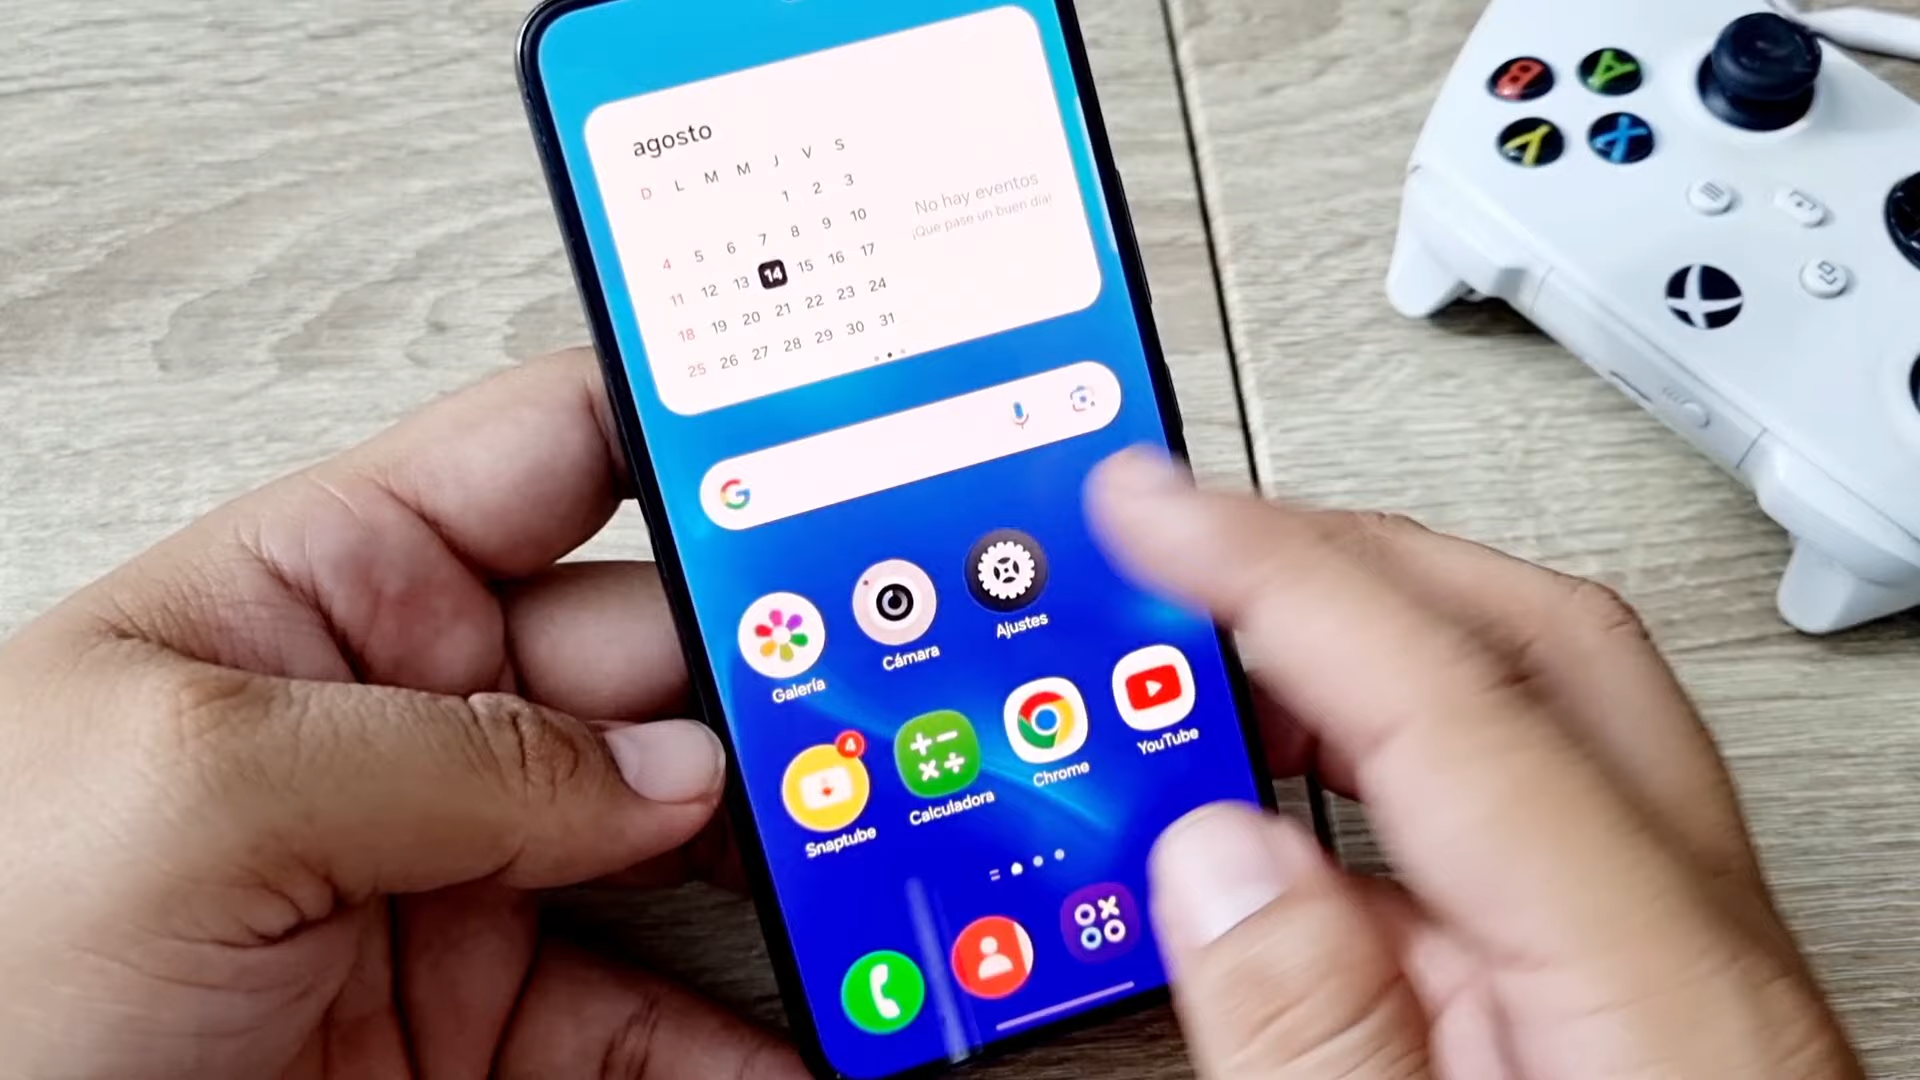 agosto
D L M M J V S
1 2 3
4 5 6 7 8 9 10
11 12 13 14 15 16 17
18 19 20 21 22 23 24
25 26 27 28 29 30 31
No hay eventos
¡Que pase un buen día!
G
Galería
Cámara
Ajustes
4
Snaptube
Calculadora
Chrome
YouTube
B
A
Y
X